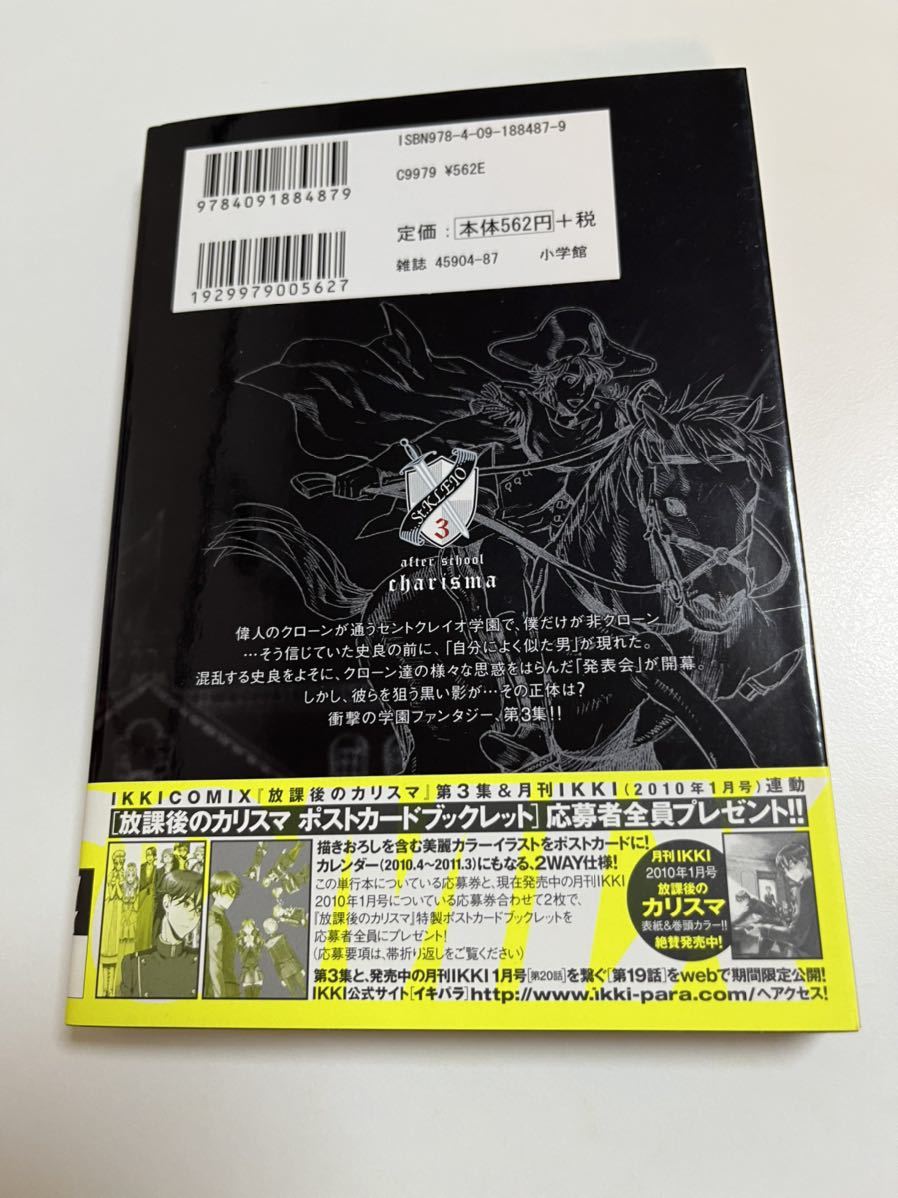 ISBN978-4-09-188487-9
C9979 ¥562E
9784091884879
定価：本体562円+税
雑誌 45904-87 小学館
1929979005627
St.KLEIO
3
after school
charisma
偉人のクローンが通うセントクレイオ学園で、僕だけが非クローン
…そう信じていた史良の前に、「自分によく似た男」が現れた。
混乱する史良をよそに、クローン達の様々な思惑をはらんだ「発表会」が開幕。
しかし、彼らを狙う黒い影が…その正体は?
衝撃の学園ファンタジー、第3集!!
IKKICOMIX『放課後のカリスマ』第3集&月刊IKKI(2010年1月号)連動
[放課後のカリスマ ポストカードブックレット]応募者全員プレゼント!!
描きおろしを含む美麗カラーイラストをポストカードに!
カレンダー(2010.4~2011.3)にもなる、2WAY仕様!
この単行本についている応募券と、現在発売中の月刊IKKI
2010年1月号についている応募券合わせて2枚で、
『放課後のカリスマ』特製ポストカードブックレットを
応募者全員にプレゼント!
(応募要項は、帯折り返しをご覧ください)
月刊IKKI
2010年1月号
放課後の
カリスマ
表紙&巻頭カラー!!
絶賛発売中!
第3集と、発売中の月刊IKKI 1月号[第20話]を繋ぐ[第19話]をwebで期間限定公開!
IKKI公式サイト[イキパラ]http://www.ikki-para.com/へアクセス!